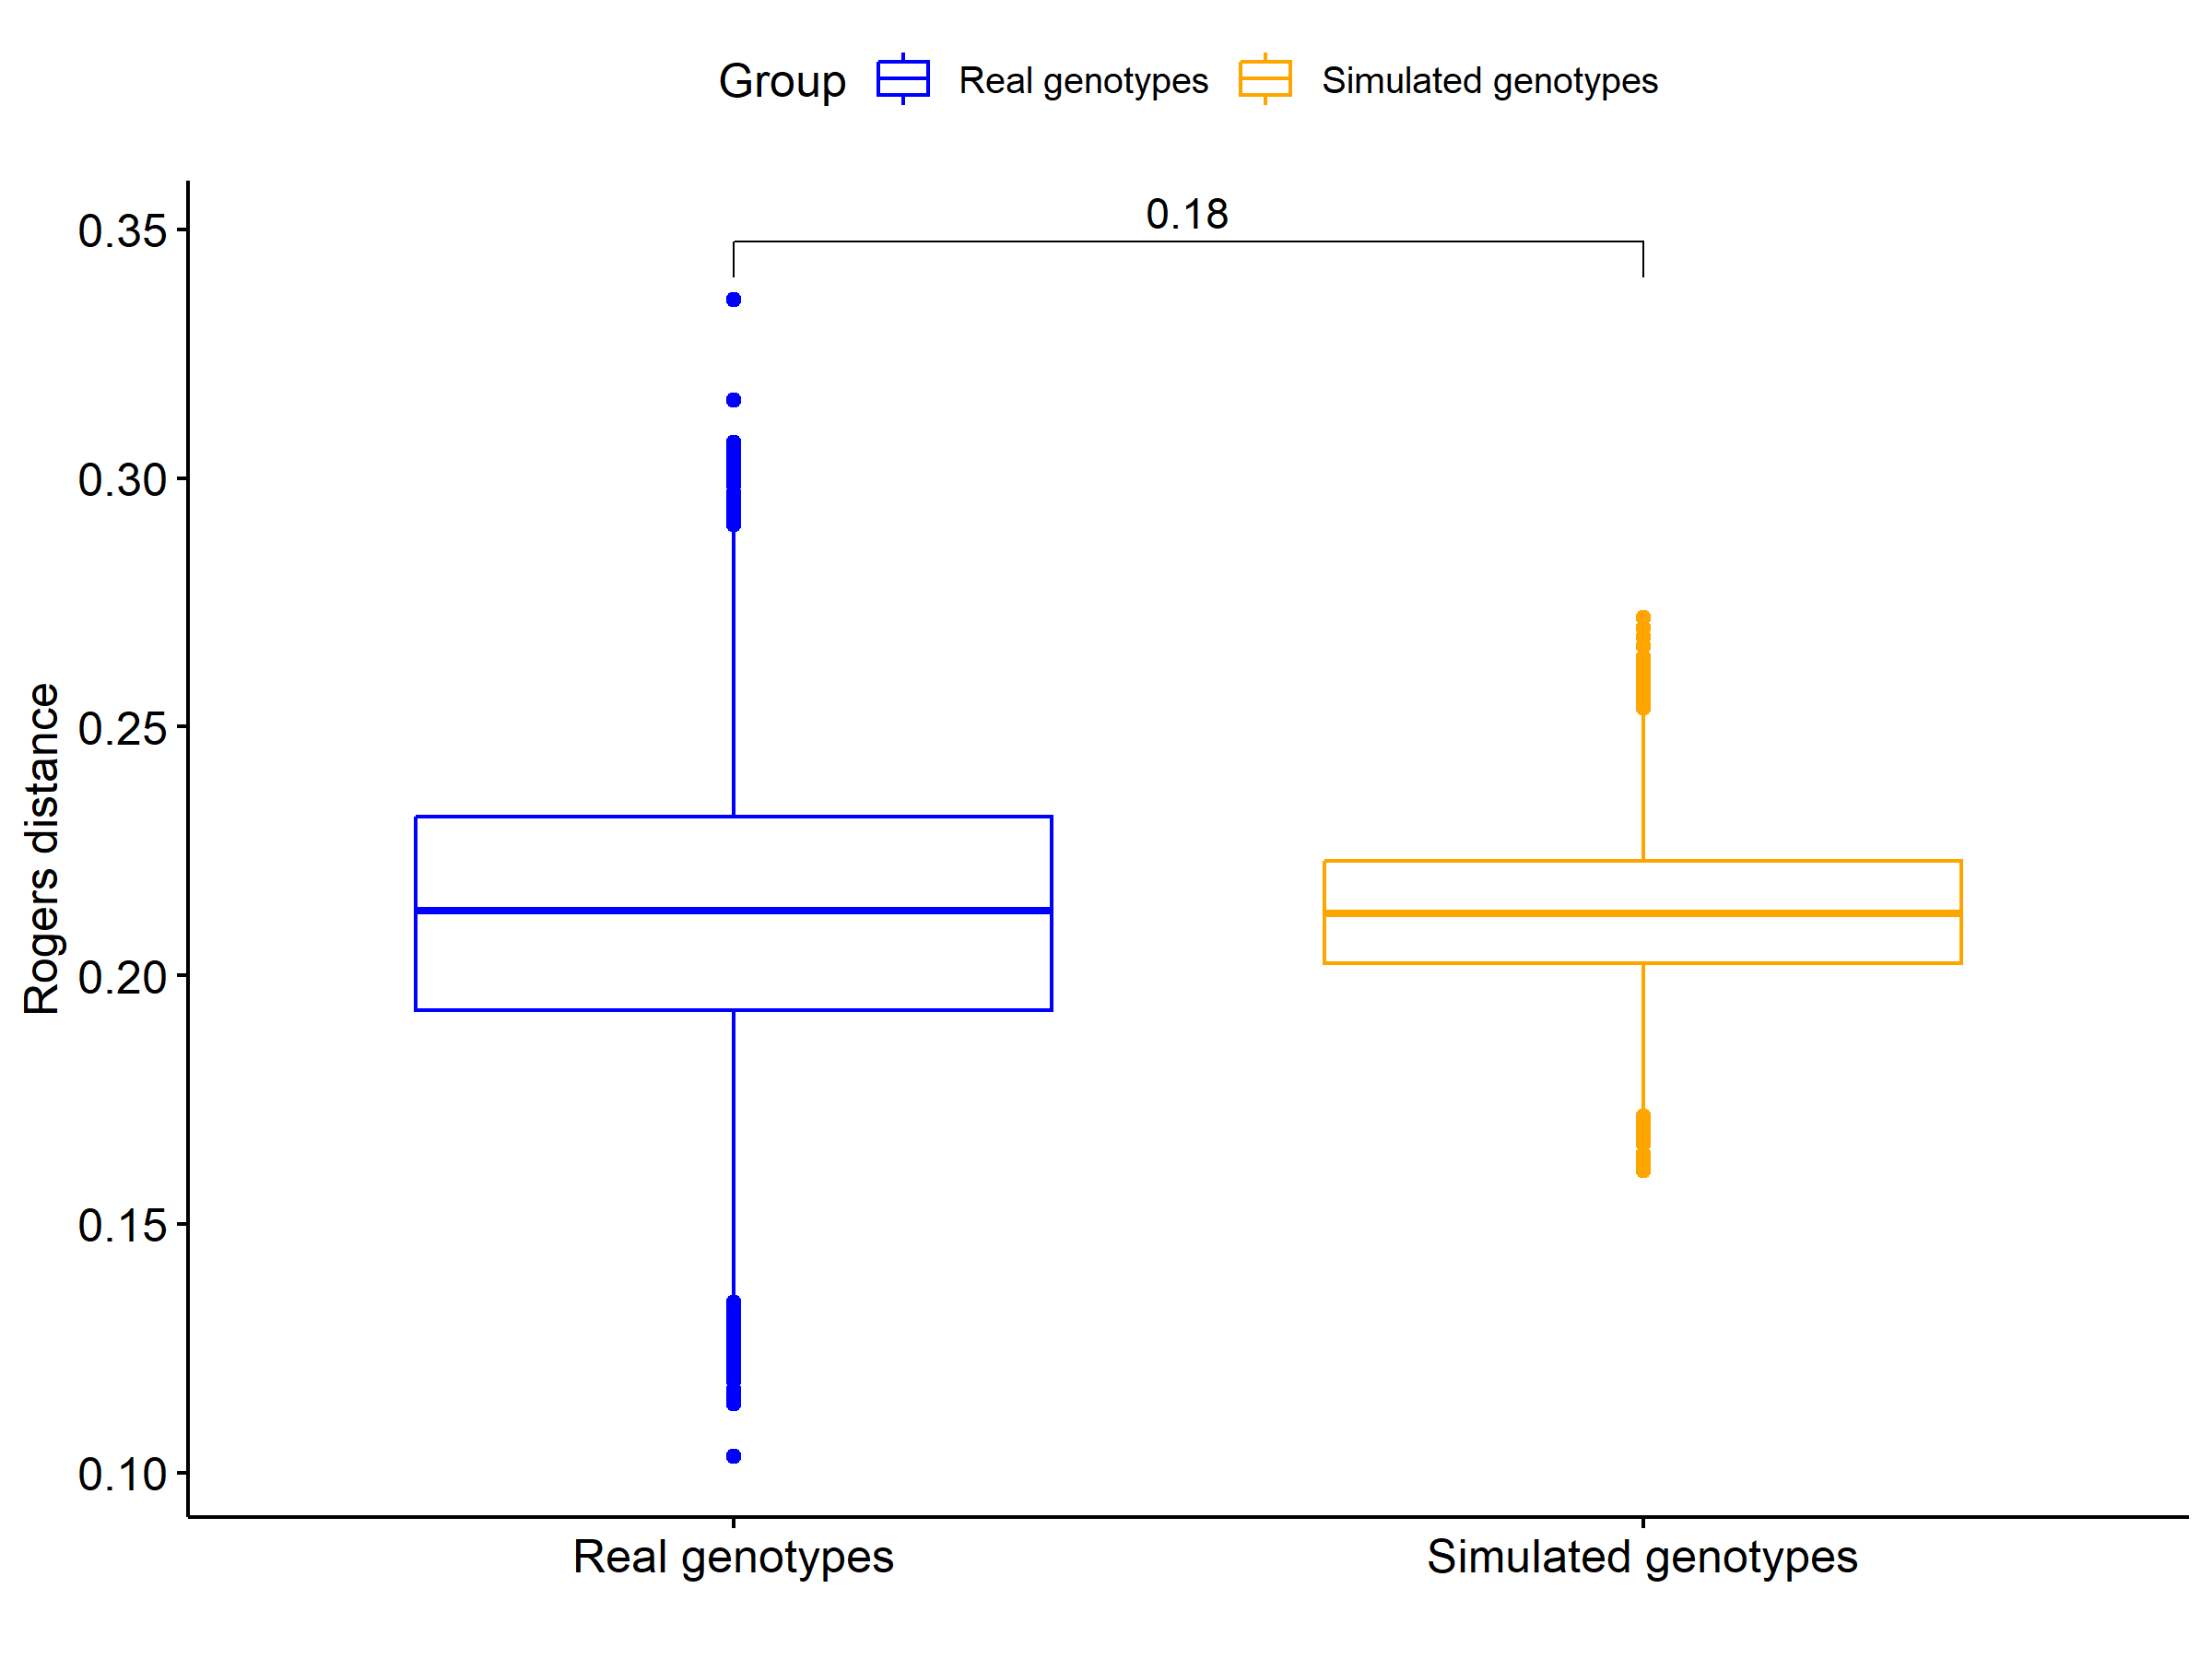 Group Real genotypes Simulated genotypes
0.18
0.35
0.30
0.25
0.20
0.15
0.10
Rogers distance
Real genotypes Simulated genotypes